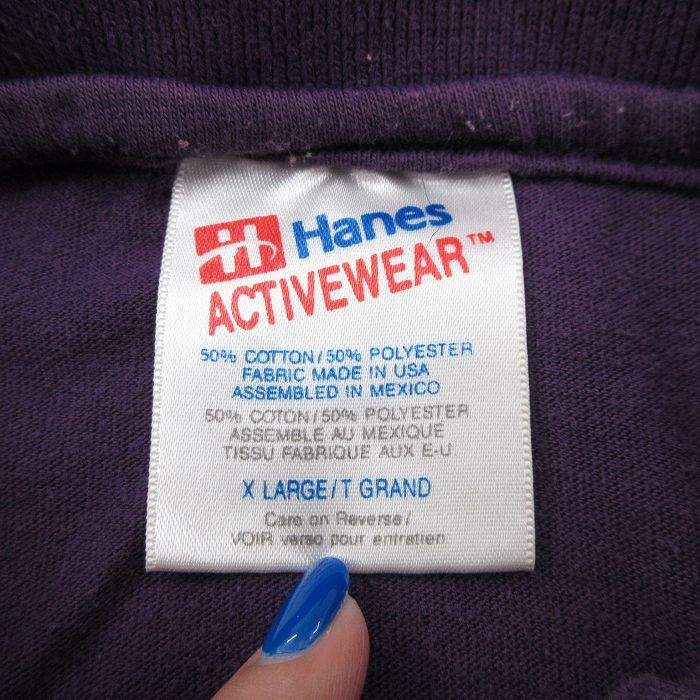 Hanes
ACTIVEWEAR™
50% COTTON/50% POLYESTER
FABRIC MADE IN USA
ASSEMBLED IN MEXICO
50% COTON/50% POLYESTER
ASSEMBLE AU MEXIQUE
TISSU FABRIQUE AUX E-U
X LARGE/T GRAND
Care on Reverse/
VOIR verso pour entretien